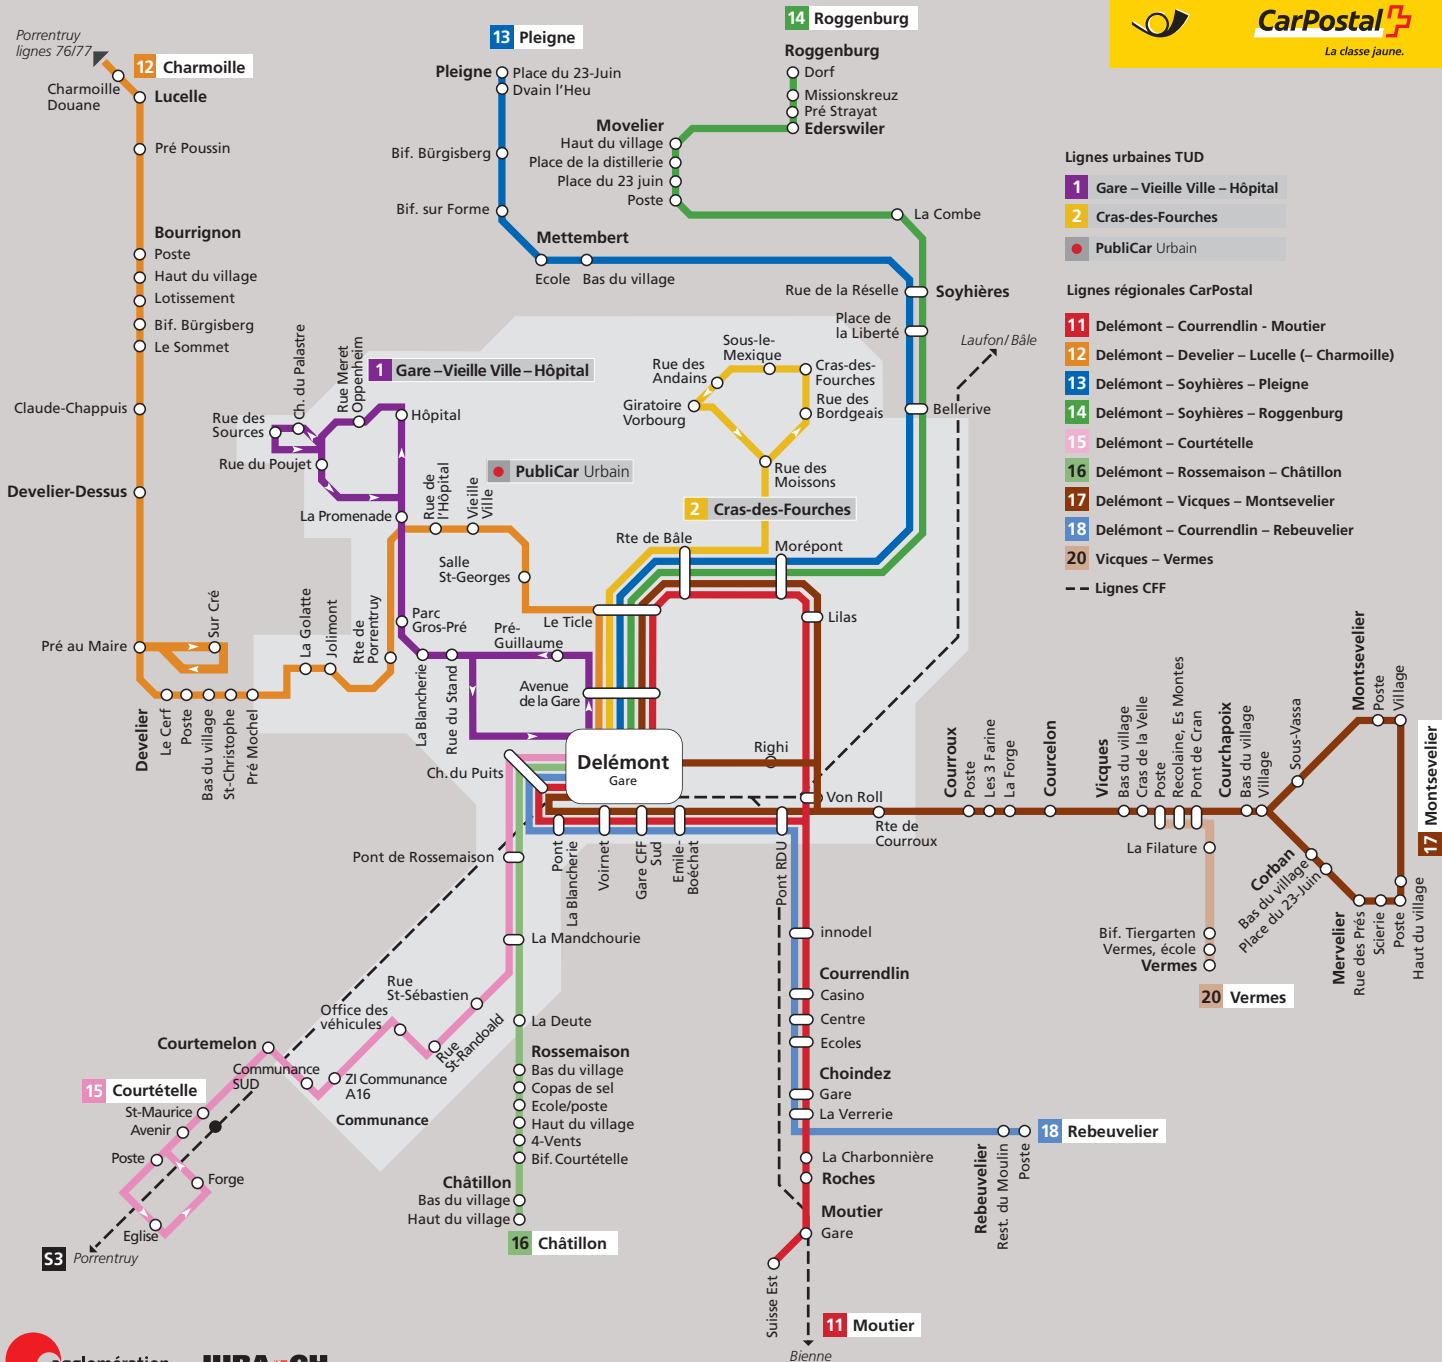 Porrentruy
lignes 76/77
12 Charmoille
Charmoille
Douane
Lucelle
Pré Poussin
Bourrignon
Poste
Haut du village
Lotissement
Bif. Bürgisberg
Le Sommet
Claude-Chappuis
Develier-Dessus
Pré au Maire
Sur Cré
Develier
Le Cerf
Poste
Bas du village
St-Christophe
Pré Mochel
La Golatte
Jolimont
Rte de
Porrentruy
13 Pleigne
Pleigne
Place du 23-Juin
Dvain l'Heu
Bif. Bürgisberg
Bif. sur Forme
Mettembert
Ecole
Bas du village
14 Roggenburg
Roggenburg
Dorf
Missionskreuz
Pré Strayat
Ederswiler
Movelier
Haut du village
Place de la distillerie
Place du 23 juin
Poste
La Combe
Rue de la Réselle
Soyhières
Place de
la Liberté
Bellerive
Laufon/Bâle
CarPostal
La classe jaune.
Lignes urbaines TUD
1 Gare – Vieille Ville – Hôpital
2 Cras-des-Fourches
PubliCar Urbain
Lignes régionales CarPostal
11 Delémont – Courrendlin - Moutier
12 Delémont – Develier – Lucelle (– Charmoille)
13 Delémont – Soyhières – Pleigne
14 Delémont – Soyhières – Roggenburg
15 Delémont – Courtételle
16 Delémont – Rossemaison – Châtillon
17 Delémont – Vicques – Montsevelier
18 Delémont – Courrendlin – Rebeuvelier
20 Vicques – Vermes
Lignes CFF
1 Gare –Vieille Ville – Hôpital
Ch. du Palastre
Rue Meret
Oppenheim
Rue des
Sources
Rue du Poujet
Hôpital
La Promenade
PubliCar Urbain
Rue de
l'Hôpital
Vieille
Ville
Salle
St-Georges
Le Ticle
Parc
Gros-Pré
La Blancherie
Rue du Stand
Pré-
Guillaume
Avenue
de la Gare
Sous-le-
Mexique
Rue des
Andains
Cras-des-
Fourches
Giratoire
Vorbourg
Rue des
Bordgeais
Rue des
Moissons
2 Cras-des-Fourches
Rte de Bâle
Morépont
Lilas
Righi
Von Roll
Delémont
Gare
Ch. du Puits
Pont
La Blancherie
Voirnet
Gare CFF
Sud
Emile-
Boéchat
Pont RDU
Rte de
Courroux
Courroux
Poste
Les 3 Farine
La Forge
Courcelon
Vicques
Bas du village
Cras de la Velle
Poste
Recolaine, Es Montes
Pont de Cran
Courchapoix
Bas du village
Village
Sous-Vassa
Montsevelier
Poste
Village
17 Montsevelier
Corban
Bas du village
Place du 23-Juin
Mervelier
Rue des Prés
Scierie
Poste
Haut du village
La Filature
Bif. Tiergarten
Vermes, école
Vermes
20 Vermes
Pont de Rossemaison
La Mandchourie
Rue
St-Sébastien
Office des
véhicules
Rue
St-Randoald
Courtemelon
Communance
SUD
ZI Communance
A16
Communance
15 Courtételle
St-Maurice
Avenir
Poste
Forge
Eglise
S3 Porrentruy
La Deute
Rossemaison
Bas du village
Copas de sel
Ecole/poste
Haut du village
4-Vents
Bif. Courtételle
Châtillon
Bas du village
Haut du village
16 Châtillon
innodel
Courrendlin
Casino
Centre
Ecoles
Choindez
Gare
La Verrerie
18 Rebeuvelier
Rebeuvelier
Rest. du Moulin
Poste
La Charbonnière
Roches
Moutier
Gare
Suisse Est
11 Moutier
Bienne